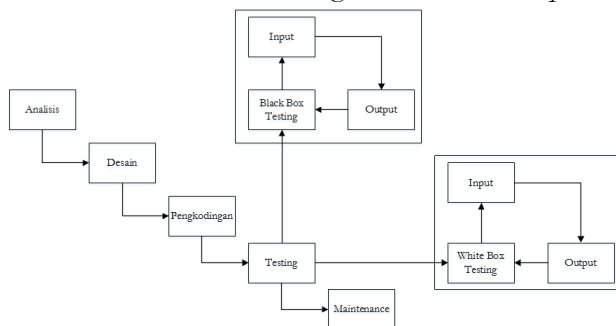 Input
Black Box
Testing
Output
Analisis
Desain
Input
Pengkodingan
Testing
White Box
Testing
Output
Maintenance